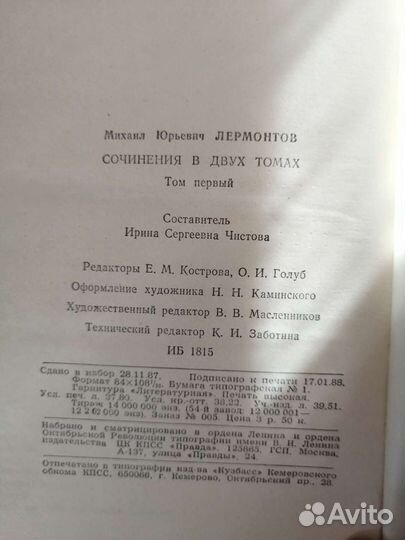 Михаил Юрьевич ЛЕРМОНТОВ
СОЧИНЕНИЯ В ДВУХ ТОМАХ
Том первый
Составитель
Ирина Сергеевна Чистова
Редакторы Е. М. Кострова, О. И. Голуб
Оформление художника Н. Н. Каминского
Художественный редактор В. В. Масленников
Технический редактор К. И. Заботина
ИБ 1815
Сдано в набор 28.11.87. Подписано к печати 17.01.88.
Формат 84×108¹/₃₂. Бумага типографская № 1.
Гарнитура «Литературная». Печать высокая.
Усл. печ. л. 37,80. Усл. кр.-отт. 38,22. Уч.-изд. л. 39,51.
Тираж 14 000 000 экз. (54-й завод: 12 000 001—
12 2 0 000 экз.) Заказ № 005. Цена 3 р. 50 к.
Набрано и сматрицировано в ордена Ленина и ордена
Октябрьской Революции типографии имени В. И. Ленина
издательства ЦК КПСС «Правда». 125865, ГСП, Москва,
А-137, улица «Правды», 24.
Отпечатано в типографии изд-ва «Кузбасс» Кемеровского
обкома КПСС, 650066, г. Кемерово, Октябрьский пр., 28.
Avito